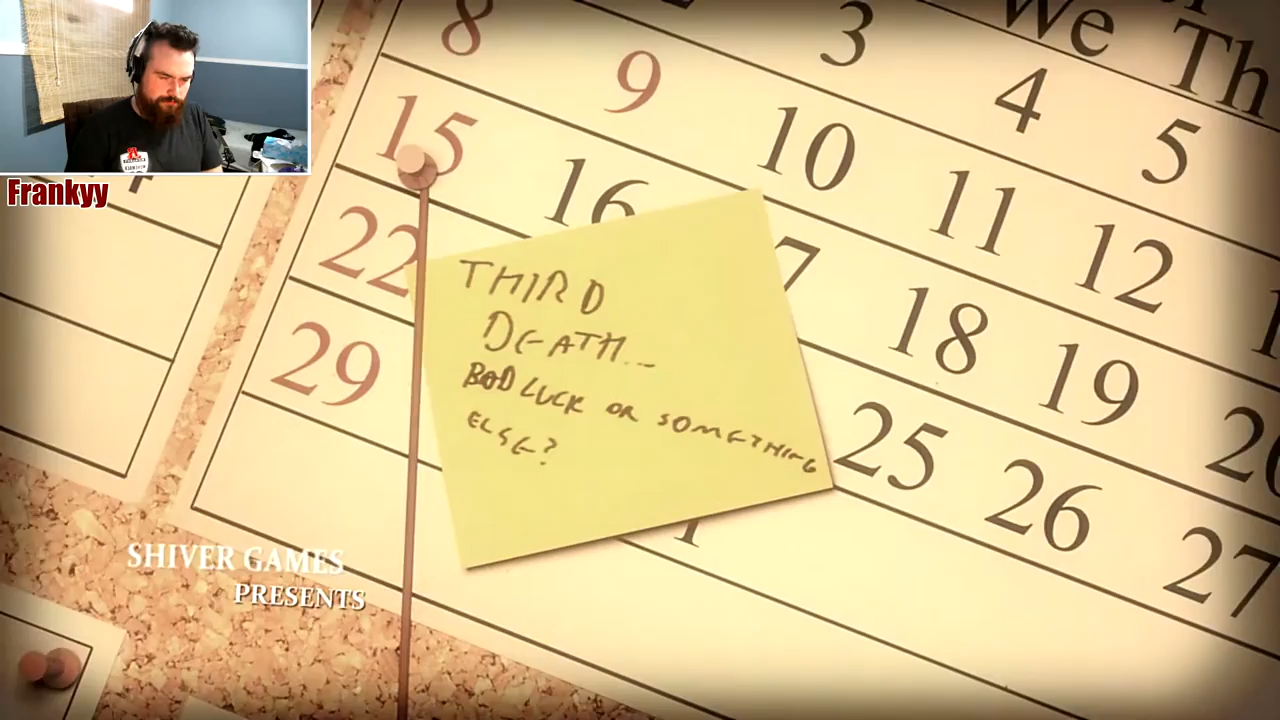 We Th
8 3 4 5
9 10 11 12
15 16 18 19
22 25 26 27
29
Frankyy
THIRD
DEATH...
BAD LUCK OR SOMETHING
ELSE?
SHIVER GAMES
PRESENTS